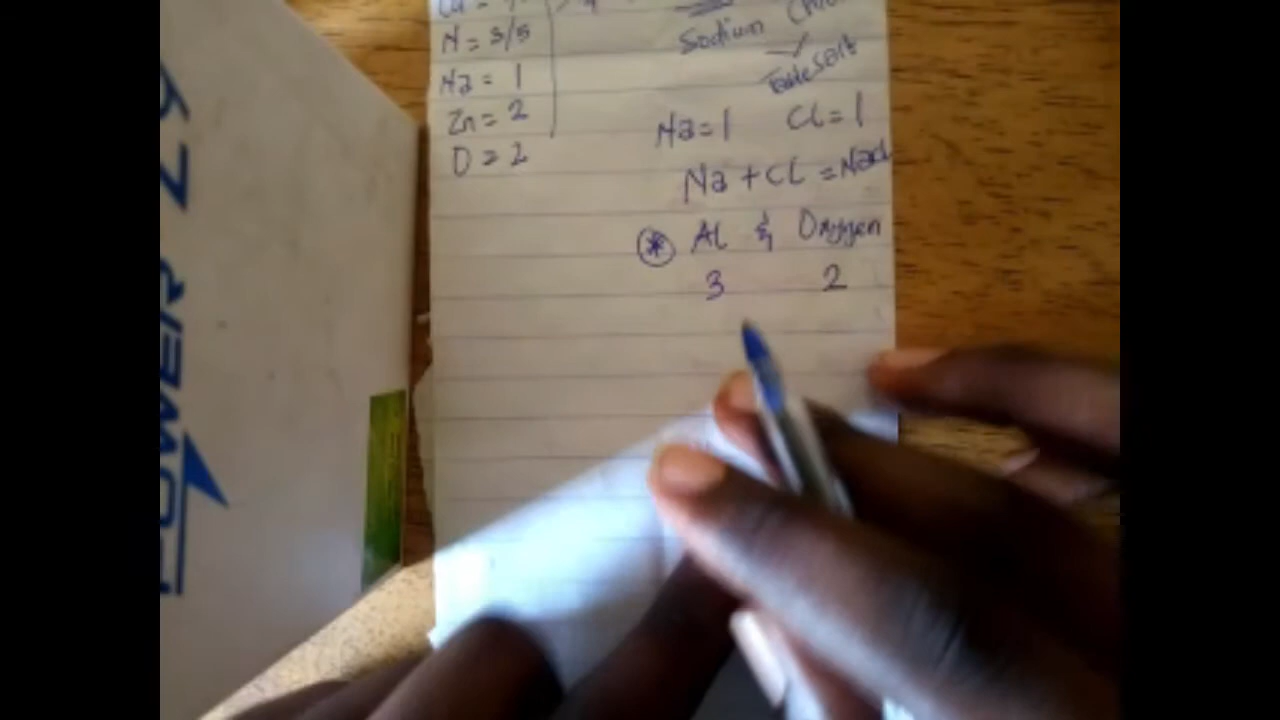 N = 3/5
Na = 1
Zn = 2
O = 2
Sodium
Table Salt
Na=1 Cl=1
Na + Cl = Nacl
* Al & Oxygen
3 2
POWER